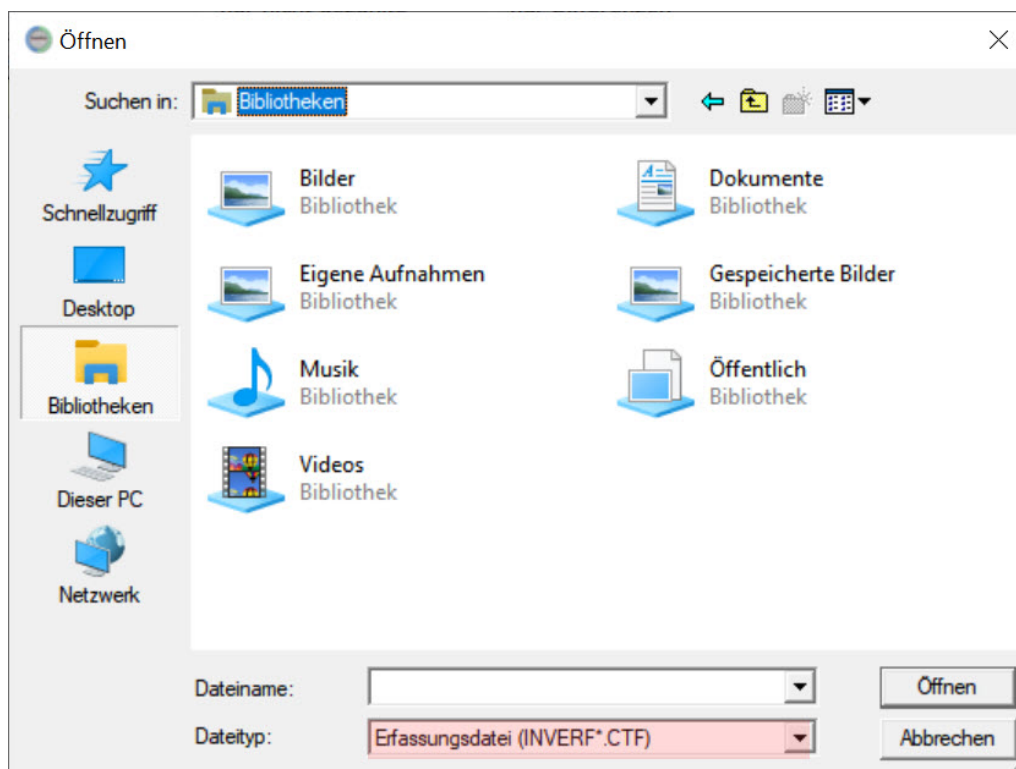 Öffnen
Suchen in: Bibliotheken
Schnellzugriff
Desktop
Bibliotheken
Dieser PC
Netzwerk
Bilder
Bibliothek
Dokumente
Bibliothek
Eigene Aufnahmen
Bibliothek
Gespeicherte Bilder
Bibliothek
Musik
Bibliothek
Öffentlich
Bibliothek
Videos
Bibliothek
Dateiname:
Öffnen
Dateityp: Erfassungsdatei (INVERF*.CTF)
Abbrechen